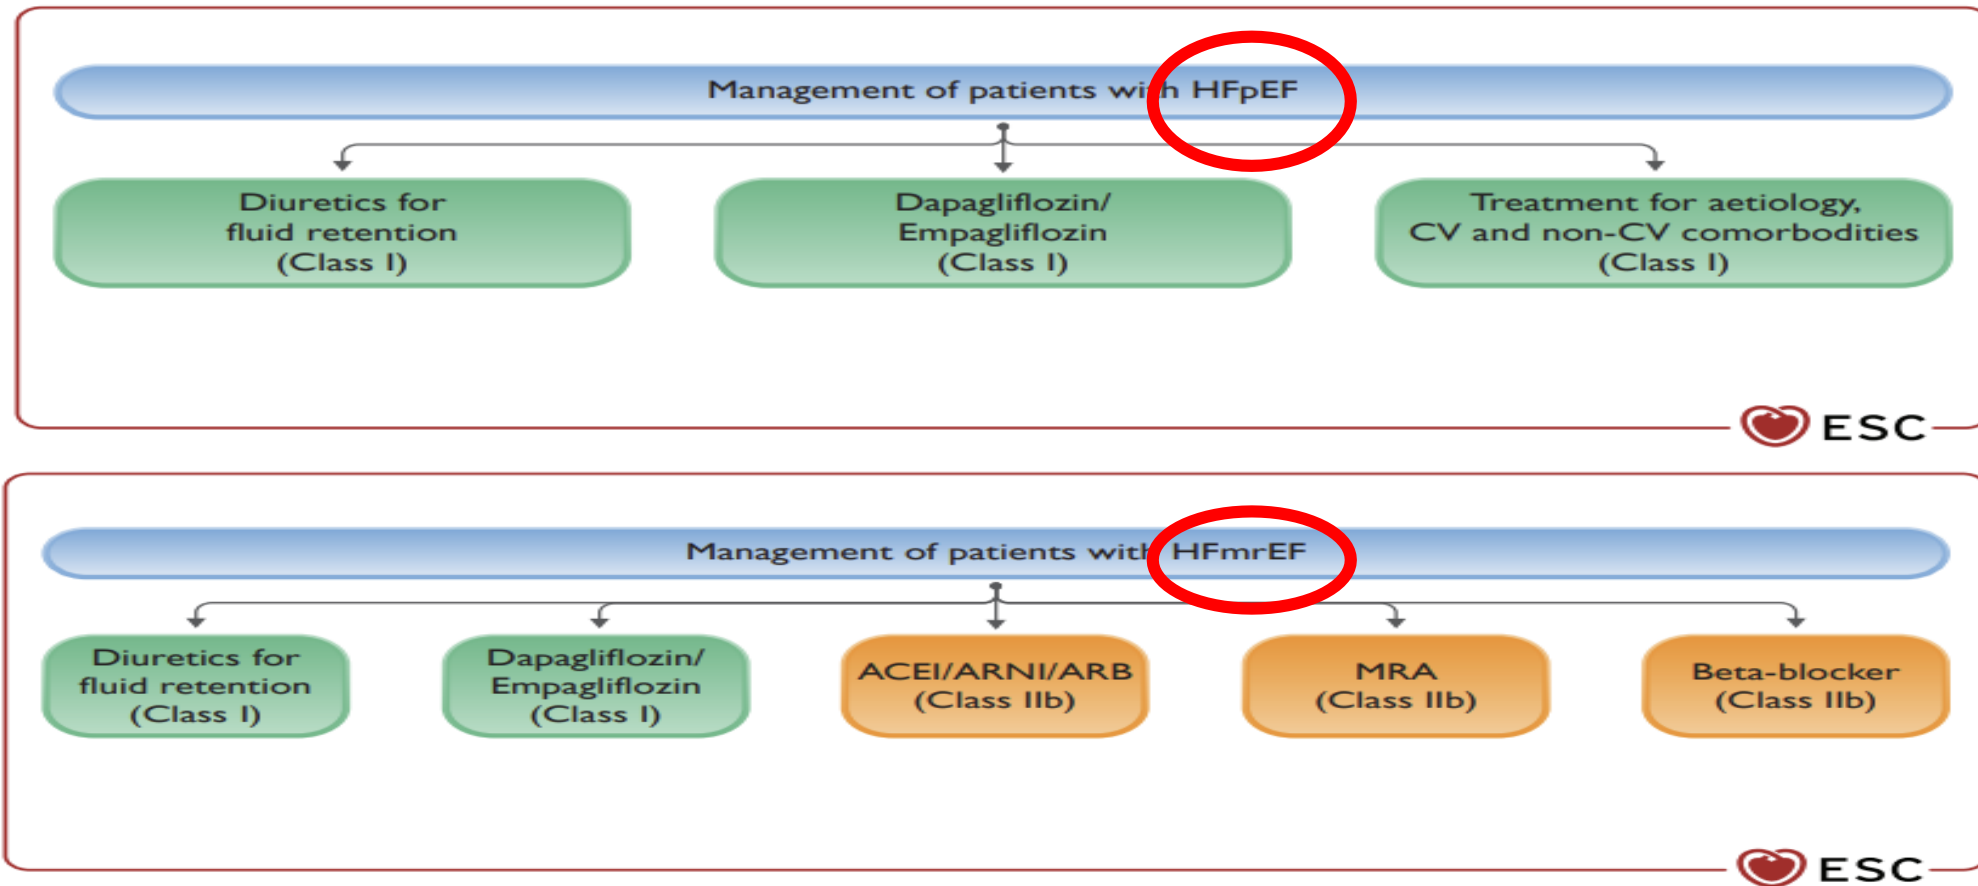 Management of patients with HFpEF
Diuretics for
fluid retention
(Class I)
Dapagliflozin/
Empagliflozin
(Class I)
Treatment for aetiology,
CV and non-CV comorbodities
(Class I)
ESC
Management of patients with HFmrEF
Diuretics for
fluid retention
(Class I)
Dapagliflozin/
Empagliflozin
(Class I)
ACEI/ARNI/ARB
(Class IIb)
MRA
(Class IIb)
Beta-blocker
(Class IIb)
ESC